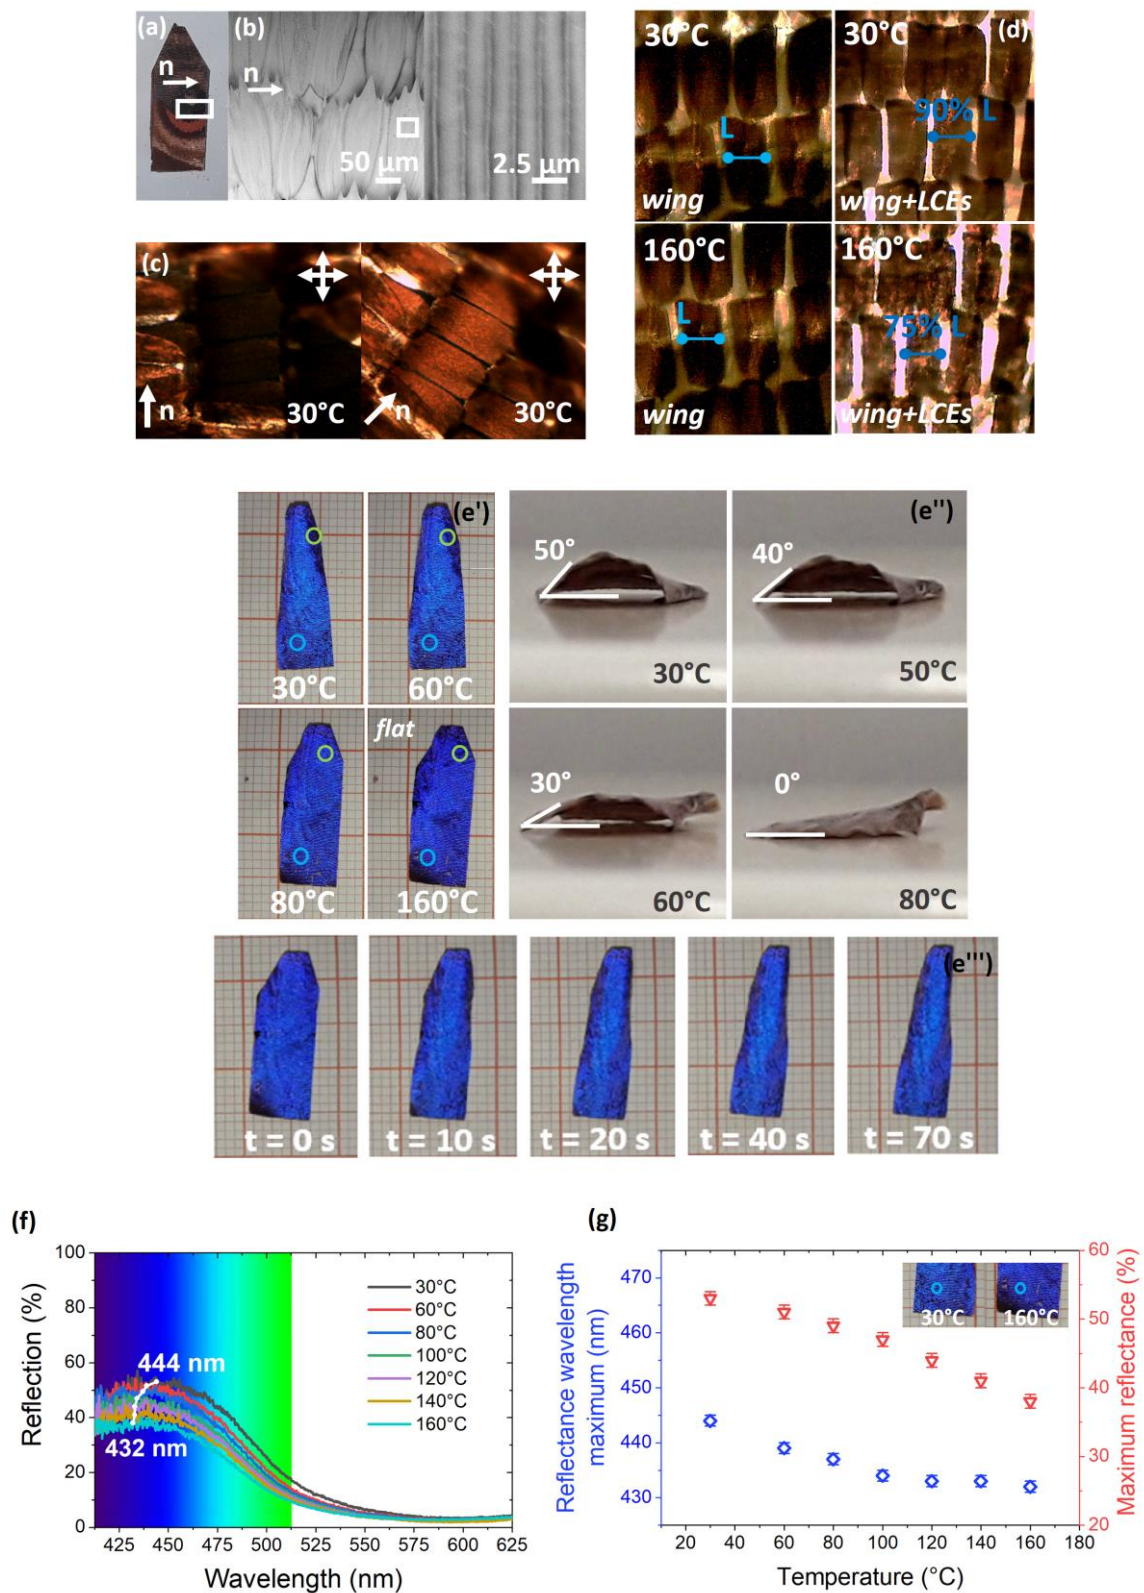 (a)
n
(b)
n
50 µm
2.5 µm
30°C
L
wing
30°C
(d)
90% L
wing+LCEs
(c)
n
30°C
n
30°C
160°C
L
wing
160°C
75% L
wing+LCEs
(e')
30°C
60°C
flat
80°C
160°C
(e'')
50°
30°C
40°
50°C
30°
60°C
0°
80°C
(e''')
t = 0 s
t = 10 s
t = 20 s
t = 40 s
t = 70 s
(f)
100
80
60
40
20
0
Reflection (%)
444 nm
432 nm
30°C
60°C
80°C
100°C
120°C
140°C
160°C
425 450 475 500 525 550 575 600 625
Wavelength (nm)
(g)
Reflectance wavelength
maximum (nm)
470
460
450
440
430
30°C
160°C
60
50
40
30
20
Maximum reflectance (%)
20 40 60 80 100 120 140 160 180
Temperature (°C)